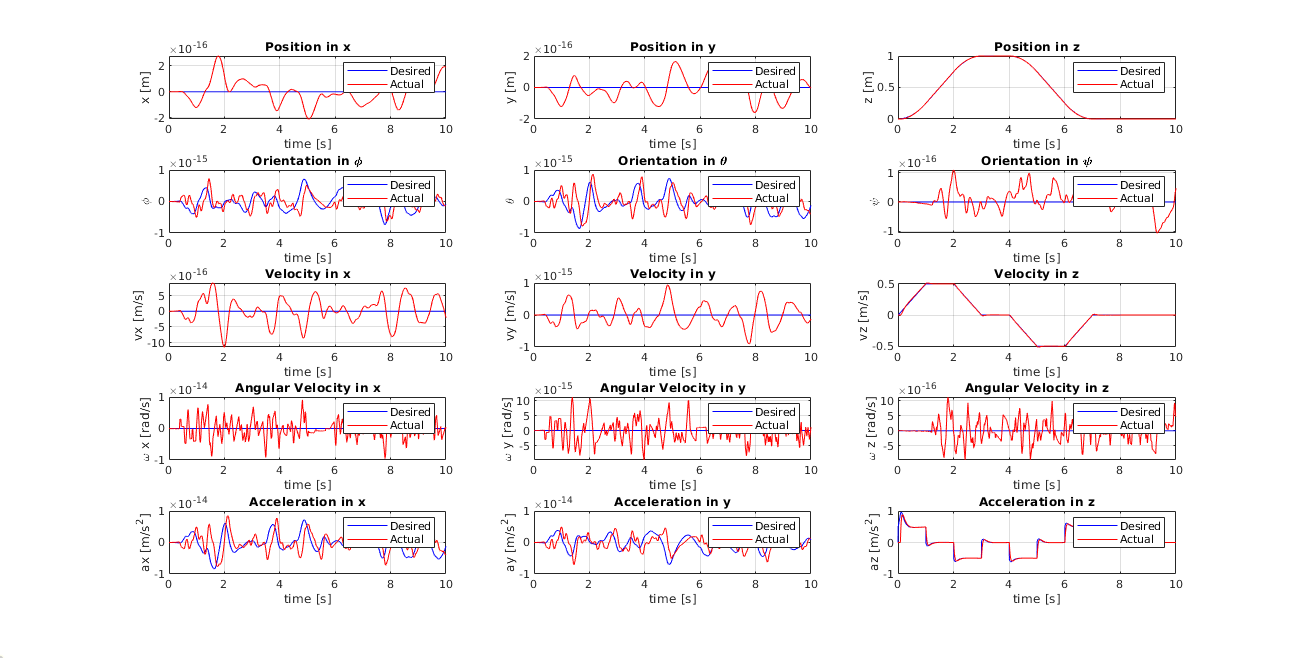 ×10^-16 Position in x
2
0
-2
x [m]
Desired
Actual
0 2 4 6 8 10
time [s]
×10^-16 Position in y
2
0
-2
y [m]
Desired
Actual
0 2 4 6 8 10
time [s]
Position in z
1
0.5
0
z [m]
Desired
Actual
0 2 4 6 8 10
time [s]
×10^-15 Orientation in ϕ
1
0
-1
ϕ
Desired
Actual
0 2 4 6 8 10
time [s]
×10^-15 Orientation in θ
1
0
-1
θ
Desired
Actual
0 2 4 6 8 10
time [s]
×10^-16 Orientation in ψ
1
0
-1
ψ
Desired
Actual
0 2 4 6 8 10
time [s]
×10^-16 Velocity in x
5
0
-5
-10
vx [m/s]
Desired
Actual
0 2 4 6 8 10
time [s]
×10^-15 Velocity in y
1
0
-1
vy [m/s]
Desired
Actual
0 2 4 6 8 10
time [s]
Velocity in z
0.5
0
-0.5
vz [m/s]
Desired
Actual
0 2 4 6 8 10
time [s]
×10^-14 Angular Velocity in x
1
0
-1
ω x [rad/s]
Desired
Actual
0 2 4 6 8 10
time [s]
×10^-15 Angular Velocity in y
10
5
0
-5
ω y [rad/s]
Desired
Actual
0 2 4 6 8 10
time [s]
×10^-16 Angular Velocity in z
10
5
0
-5
ω z [rad/s]
Desired
Actual
0 2 4 6 8 10
time [s]
×10^-14 Acceleration in x
1
0
-1
ax [m/s^2]
Desired
Actual
0 2 4 6 8 10
time [s]
×10^-14 Acceleration in y
1
0
-1
ay [m/s^2]
Desired
Actual
0 2 4 6 8 10
time [s]
Acceleration in z
1
0
-1
az [m/s^2]
Desired
Actual
0 2 4 6 8 10
time [s]